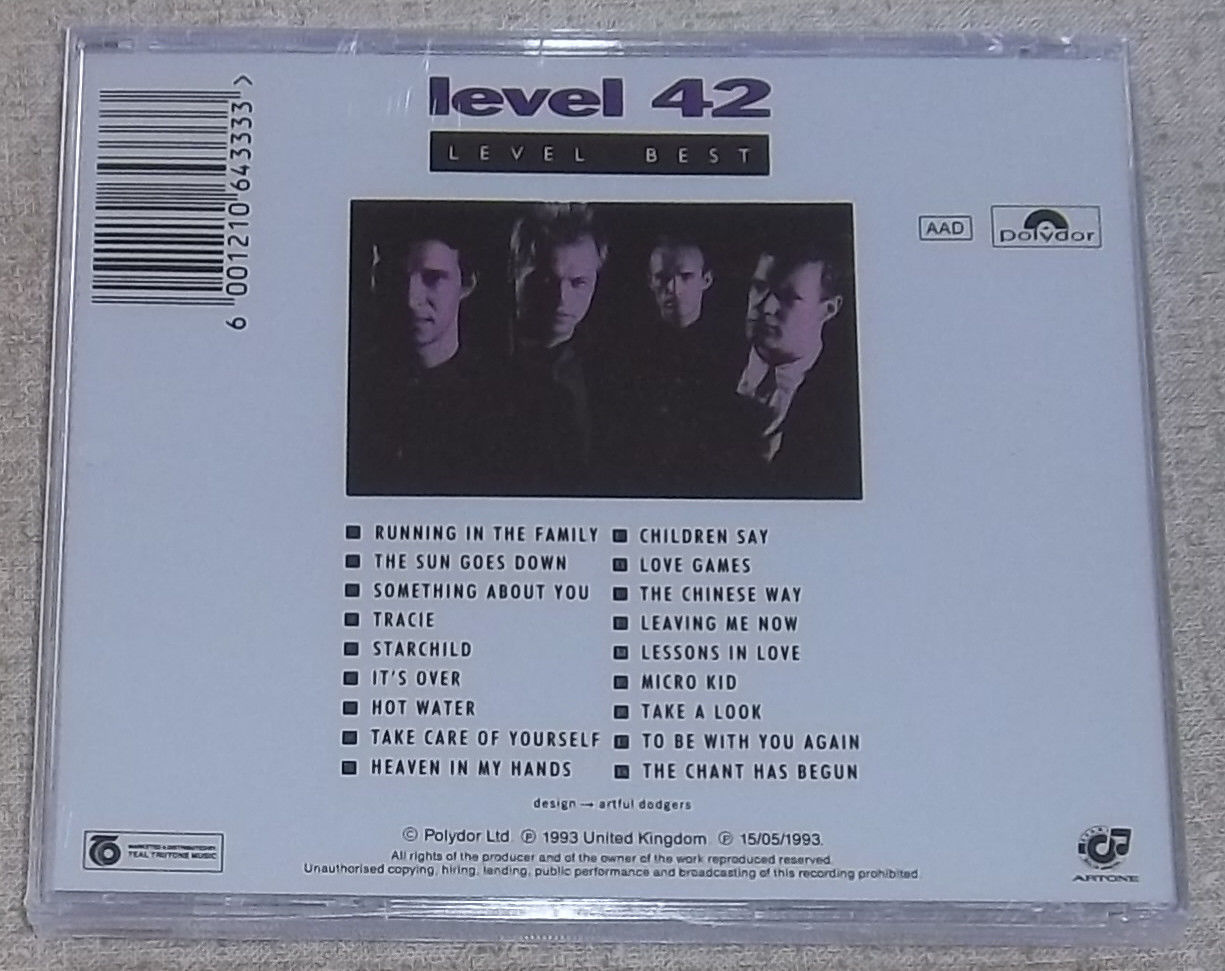 level 42
LEVEL BEST
6 001210 643333 >
AAD
polydor
RUNNING IN THE FAMILY
THE SUN GOES DOWN
SOMETHING ABOUT YOU
TRACIE
STARCHILD
IT'S OVER
HOT WATER
TAKE CARE OF YOURSELF
HEAVEN IN MY HANDS
CHILDREN SAY
LOVE GAMES
THE CHINESE WAY
LEAVING ME NOW
LESSONS IN LOVE
MICRO KID
TAKE A LOOK
TO BE WITH YOU AGAIN
THE CHANT HAS BEGUN
design → artful dodgers
© Polydor Ltd. ℗ 1993 United Kingdom. ℗ 15/05/1993.
All rights of the producer and of the owner of the work reproduced reserved.
Unauthorised copying, hiring, lending, public performance and broadcasting of this recording prohibited.
MARKETED & DISTRIBUTED BY
TEAL TRUTONE MUSIC
ARTONE